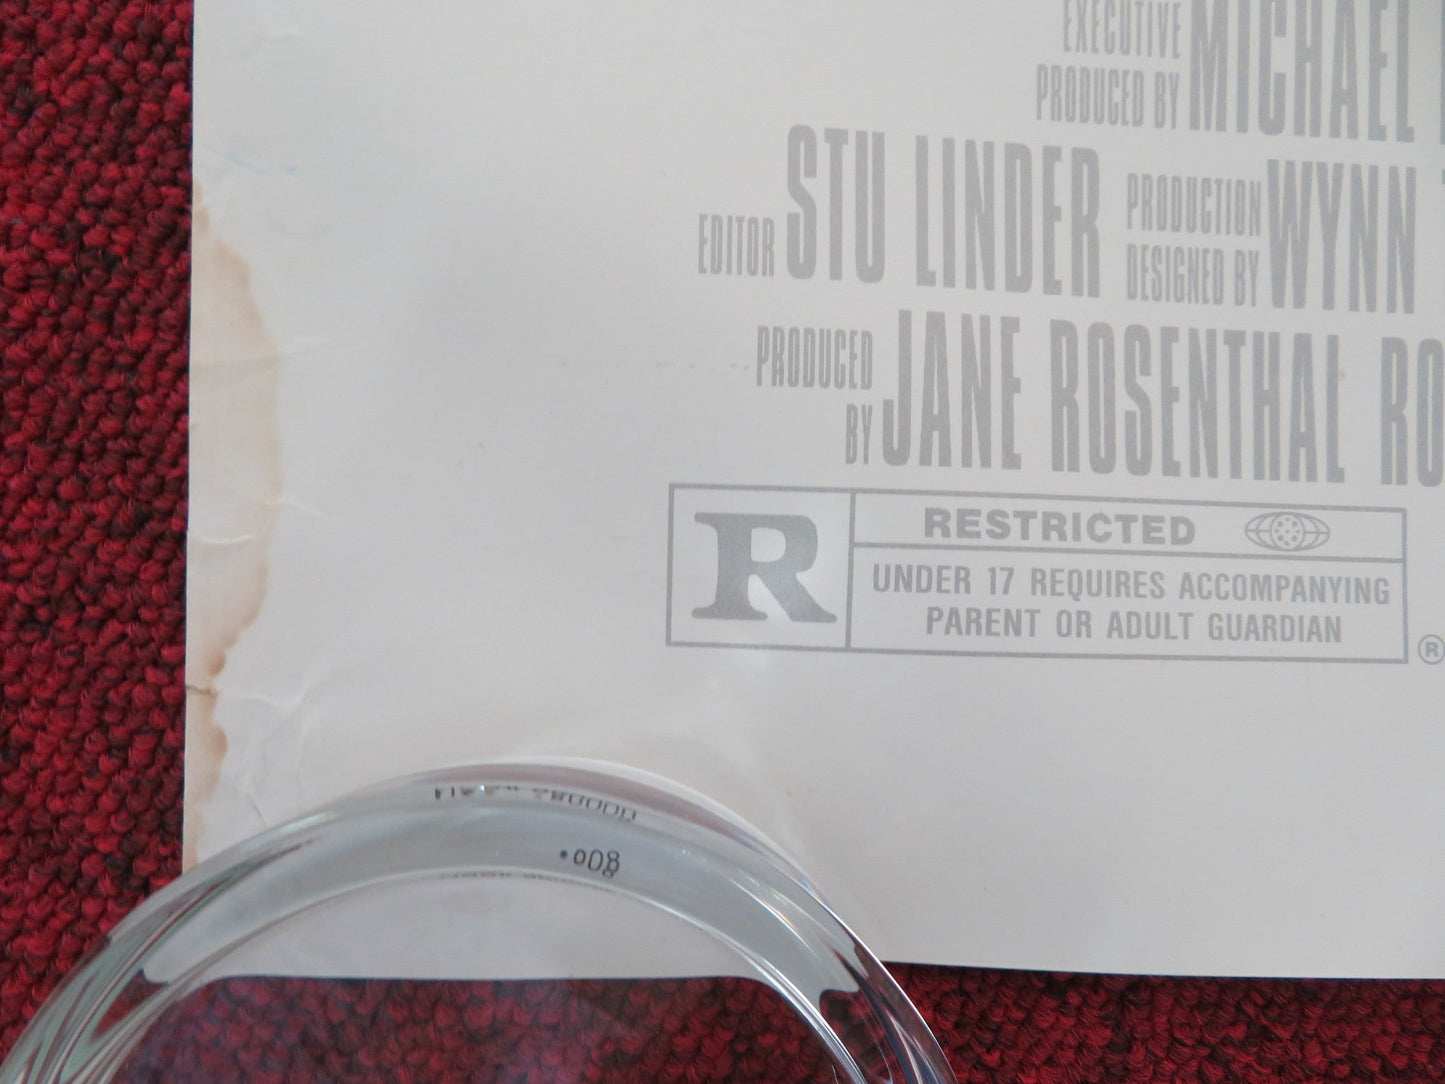 EXECUTIVE
PRODUCED BY MICHAEL
EDITOR STU LINDER PRODUCTION DESIGNED BY WYNN
PRODUCED BY JANE ROSENTHAL RO
R
RESTRICTED
UNDER 17 REQUIRES ACCOMPANYING
PARENT OR ADULT GUARDIAN
®